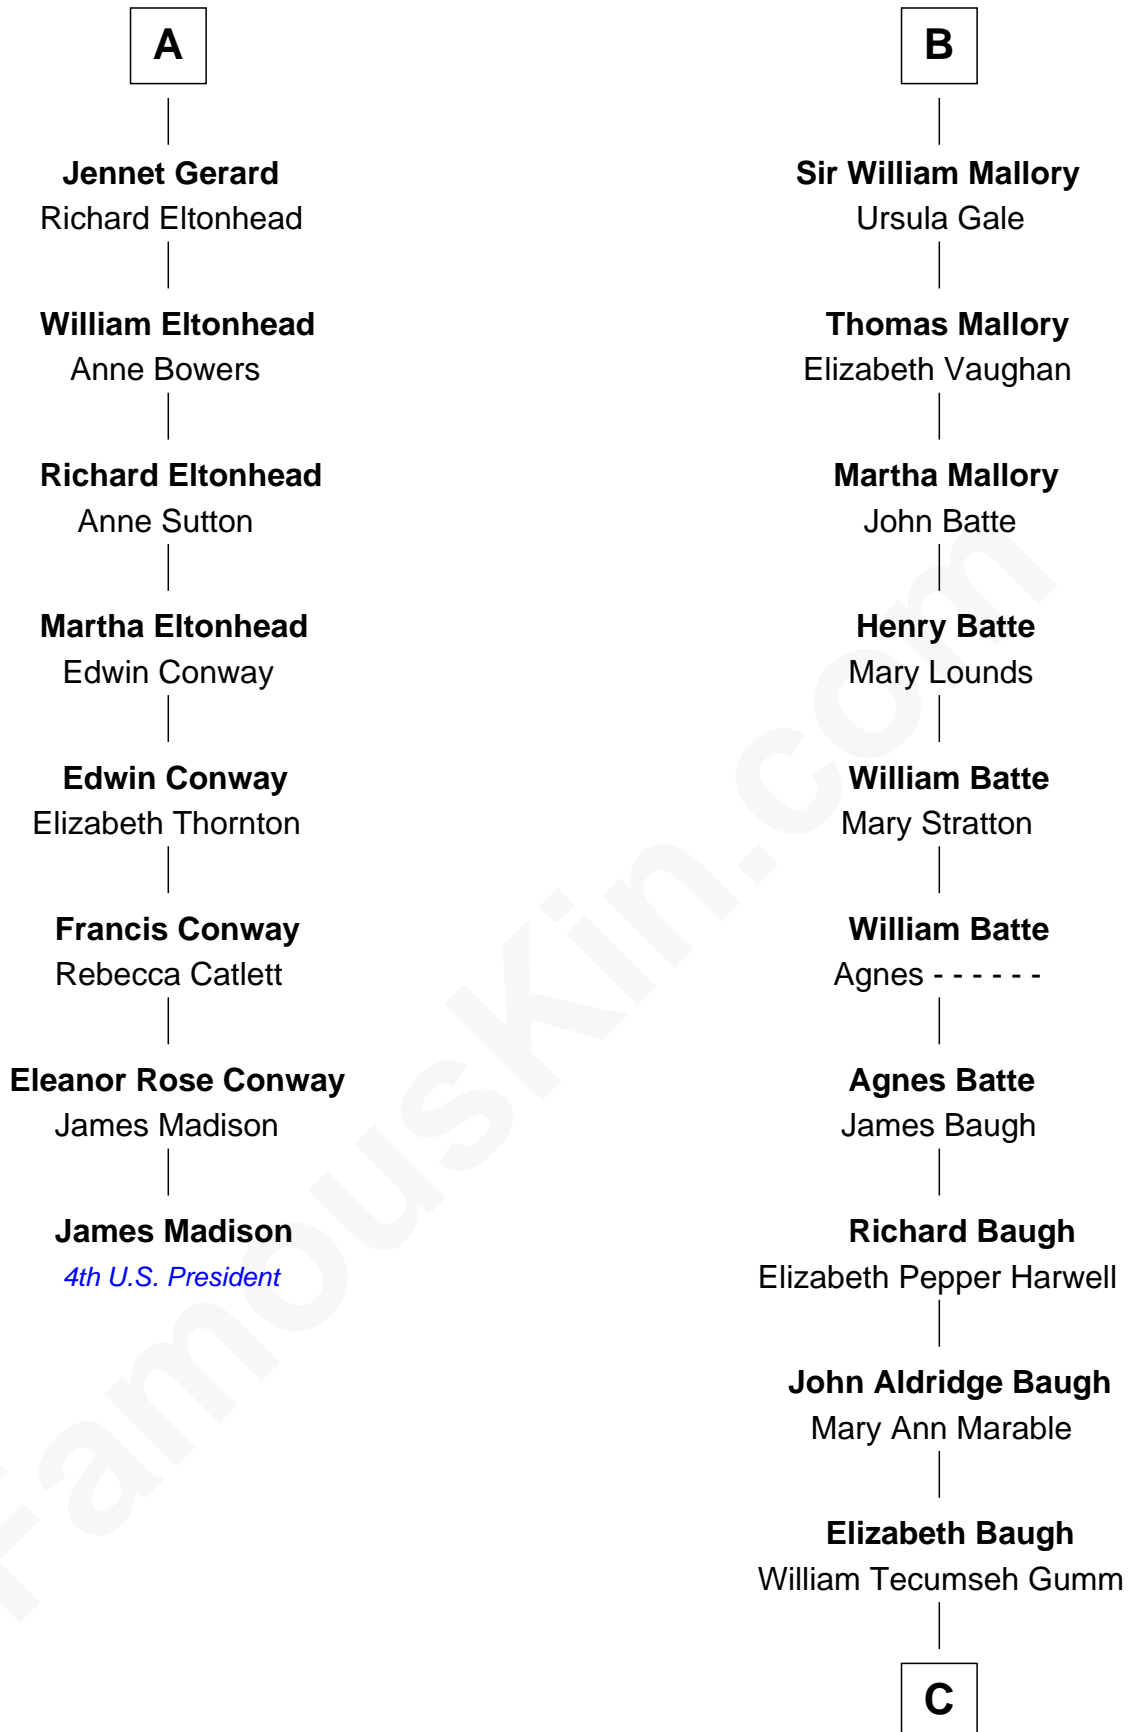 A
Jennet Gerard
Richard Eltonhead
William Eltonhead
Anne Bowers
Richard Eltonhead
Anne Sutton
Martha Eltonhead
Edwin Conway
Edwin Conway
Elizabeth Thornton
Francis Conway
Rebecca Catlett
Eleanor Rose Conway
James Madison
James Madison
4th U.S. President
B
Sir William Mallory
Ursula Gale
Thomas Mallory
Elizabeth Vaughan
Martha Mallory
John Batte
Henry Batte
Mary Lounds
William Batte
Mary Stratton
William Batte
Agnes - - - - - -
Agnes Batte
James Baugh
Richard Baugh
Elizabeth Pepper Harwell
John Aldridge Baugh
Mary Ann Marable
Elizabeth Baugh
William Tecumseh Gumm
C
FamousKin.com